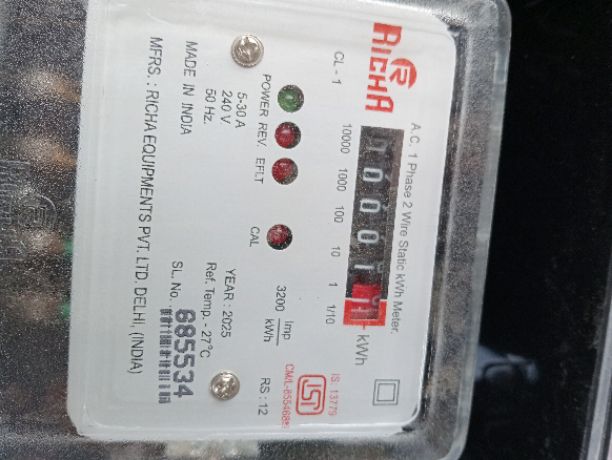 RICHA
A.C. 1 Phase 2 Wire Static kWh Meter.
CL - 1
10000 1000 100 10 1 1/10
kWh
POWER REV. EFLT CAL
5-30 A
240 V.
50 Hz.
3200 Imp
kWh
IS : 13779
CM/L-8554689
YEAR : 2025
Ref. Temp. - 27°C
RS : 12
MADE IN INDIA
SL. No. : 685534
MFRS. : RICHA EQUIPMENTS PVT. LTD. DELHI, (INDIA)